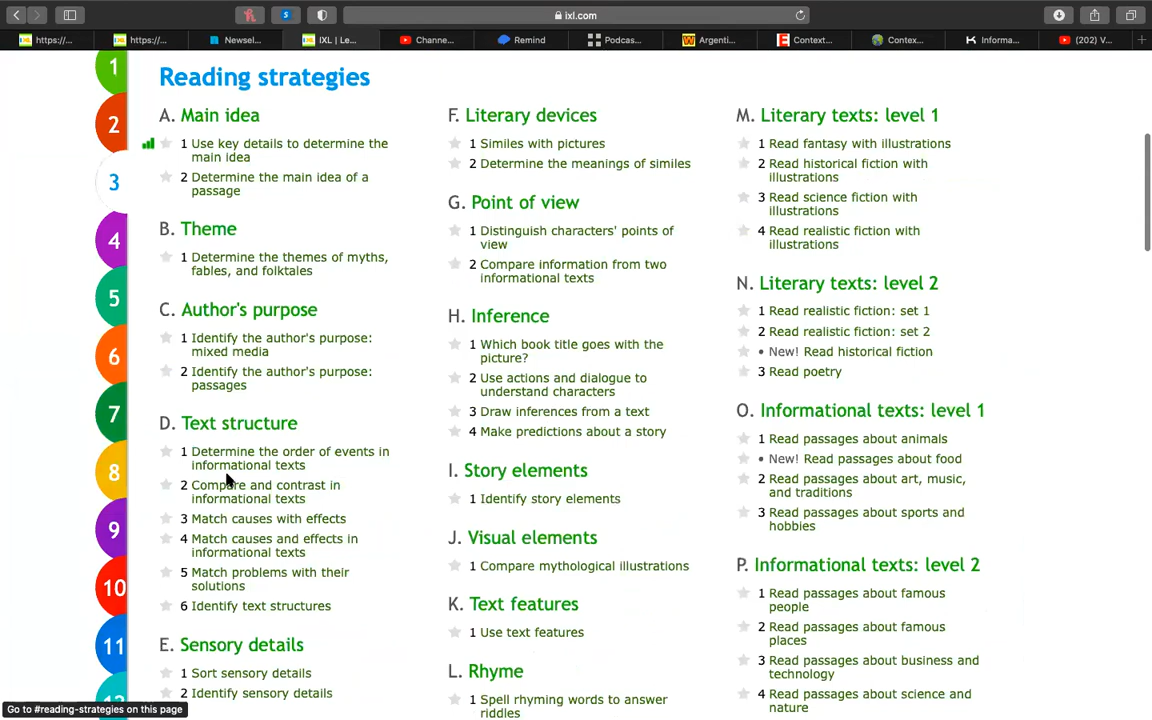 ixl.com
https://...
https://...
Newsel...
IXL | Le...
Channe...
Remind
Podcas...
Argenti...
Context...
Contex...
Informa...
(202) V...
1
2
3
4
5
6
7
8
9
10
11
12
Reading strategies
A. Main idea
1 Use key details to determine the
main idea
2 Determine the main idea of a
passage
B. Theme
1 Determine the themes of myths,
fables, and folktales
C. Author's purpose
1 Identify the author's purpose:
mixed media
2 Identify the author's purpose:
passages
D. Text structure
1 Determine the order of events in
informational texts
2 Compare and contrast in
informational texts
3 Match causes with effects
4 Match causes and effects in
informational texts
5 Match problems with their
solutions
6 Identify text structures
E. Sensory details
1 Sort sensory details
2 Identify sensory details
F. Literary devices
1 Similes with pictures
2 Determine the meanings of similes
G. Point of view
1 Distinguish characters' points of
view
2 Compare information from two
informational texts
H. Inference
1 Which book title goes with the
picture?
2 Use actions and dialogue to
understand characters
3 Draw inferences from a text
4 Make predictions about a story
I. Story elements
1 Identify story elements
J. Visual elements
1 Compare mythological illustrations
K. Text features
1 Use text features
L. Rhyme
1 Spell rhyming words to answer
riddles
M. Literary texts: level 1
1 Read fantasy with illustrations
2 Read historical fiction with
illustrations
3 Read science fiction with
illustrations
4 Read realistic fiction with
illustrations
N. Literary texts: level 2
1 Read realistic fiction: set 1
2 Read realistic fiction: set 2
• New! Read historical fiction
3 Read poetry
O. Informational texts: level 1
1 Read passages about animals
• New! Read passages about food
2 Read passages about art, music,
and traditions
3 Read passages about sports and
hobbies
P. Informational texts: level 2
1 Read passages about famous
people
2 Read passages about famous
places
3 Read passages about business and
technology
4 Read passages about science and
nature
Go to #reading-strategies on this page